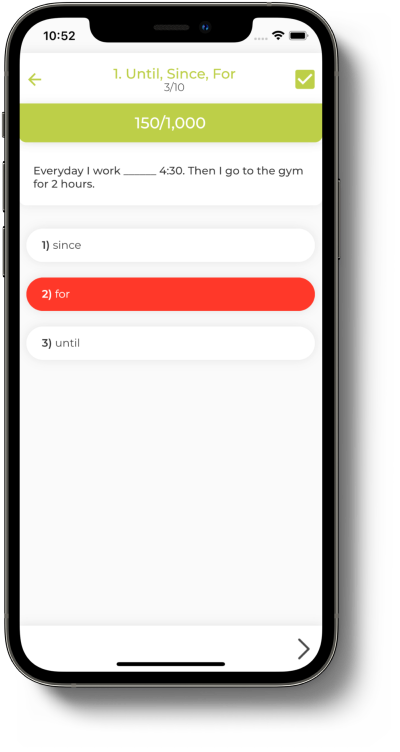 10:52
1. Until, Since, For
3/10
150/1,000
Everyday I work ______ 4:30. Then I go to the gym
for 2 hours.
1) since
2) for
3) until